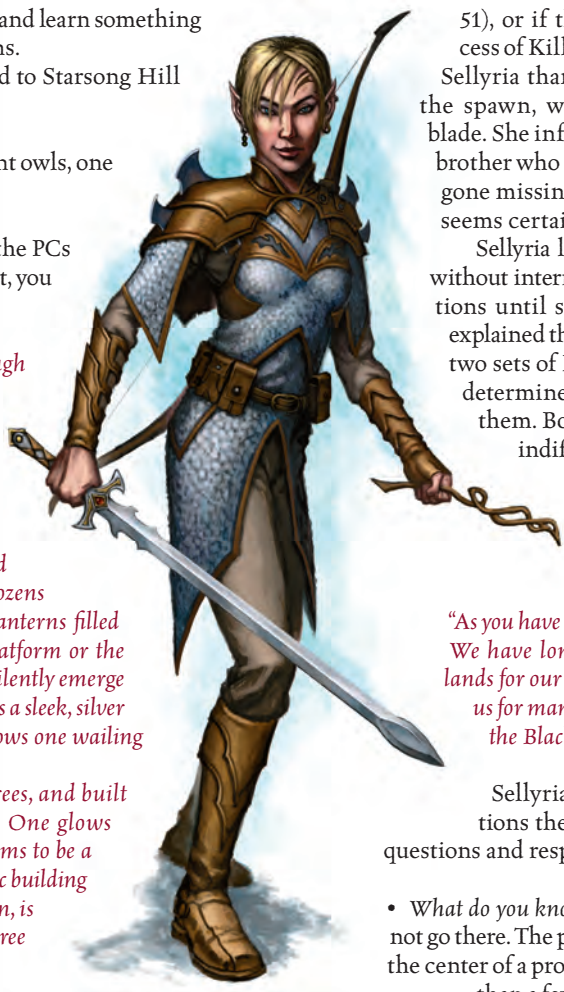 and learn something
ns.
d to Starsong Hill
nt owls, one
the PCs
t, you
ugh
d
ozens
anterns filled
atform or the
ilently emerge
s a sleek, silver
ows one wailing
rees, and built
One glows
ms to be a
c building
n, is
ree
51), or if t
cess of Kill
Sellyria than
the spawn, w
blade. She inf
brother who
gone missin
seems certai
Sellyria l
without interr
tions until s
explained th
two sets of
determine
them. Bo
indif
“As you have
We have lon
lands for our
us for man
the Blac
Sellyria
tions the
questions and resp
• What do you kno
not go there. The p
the center of a pro